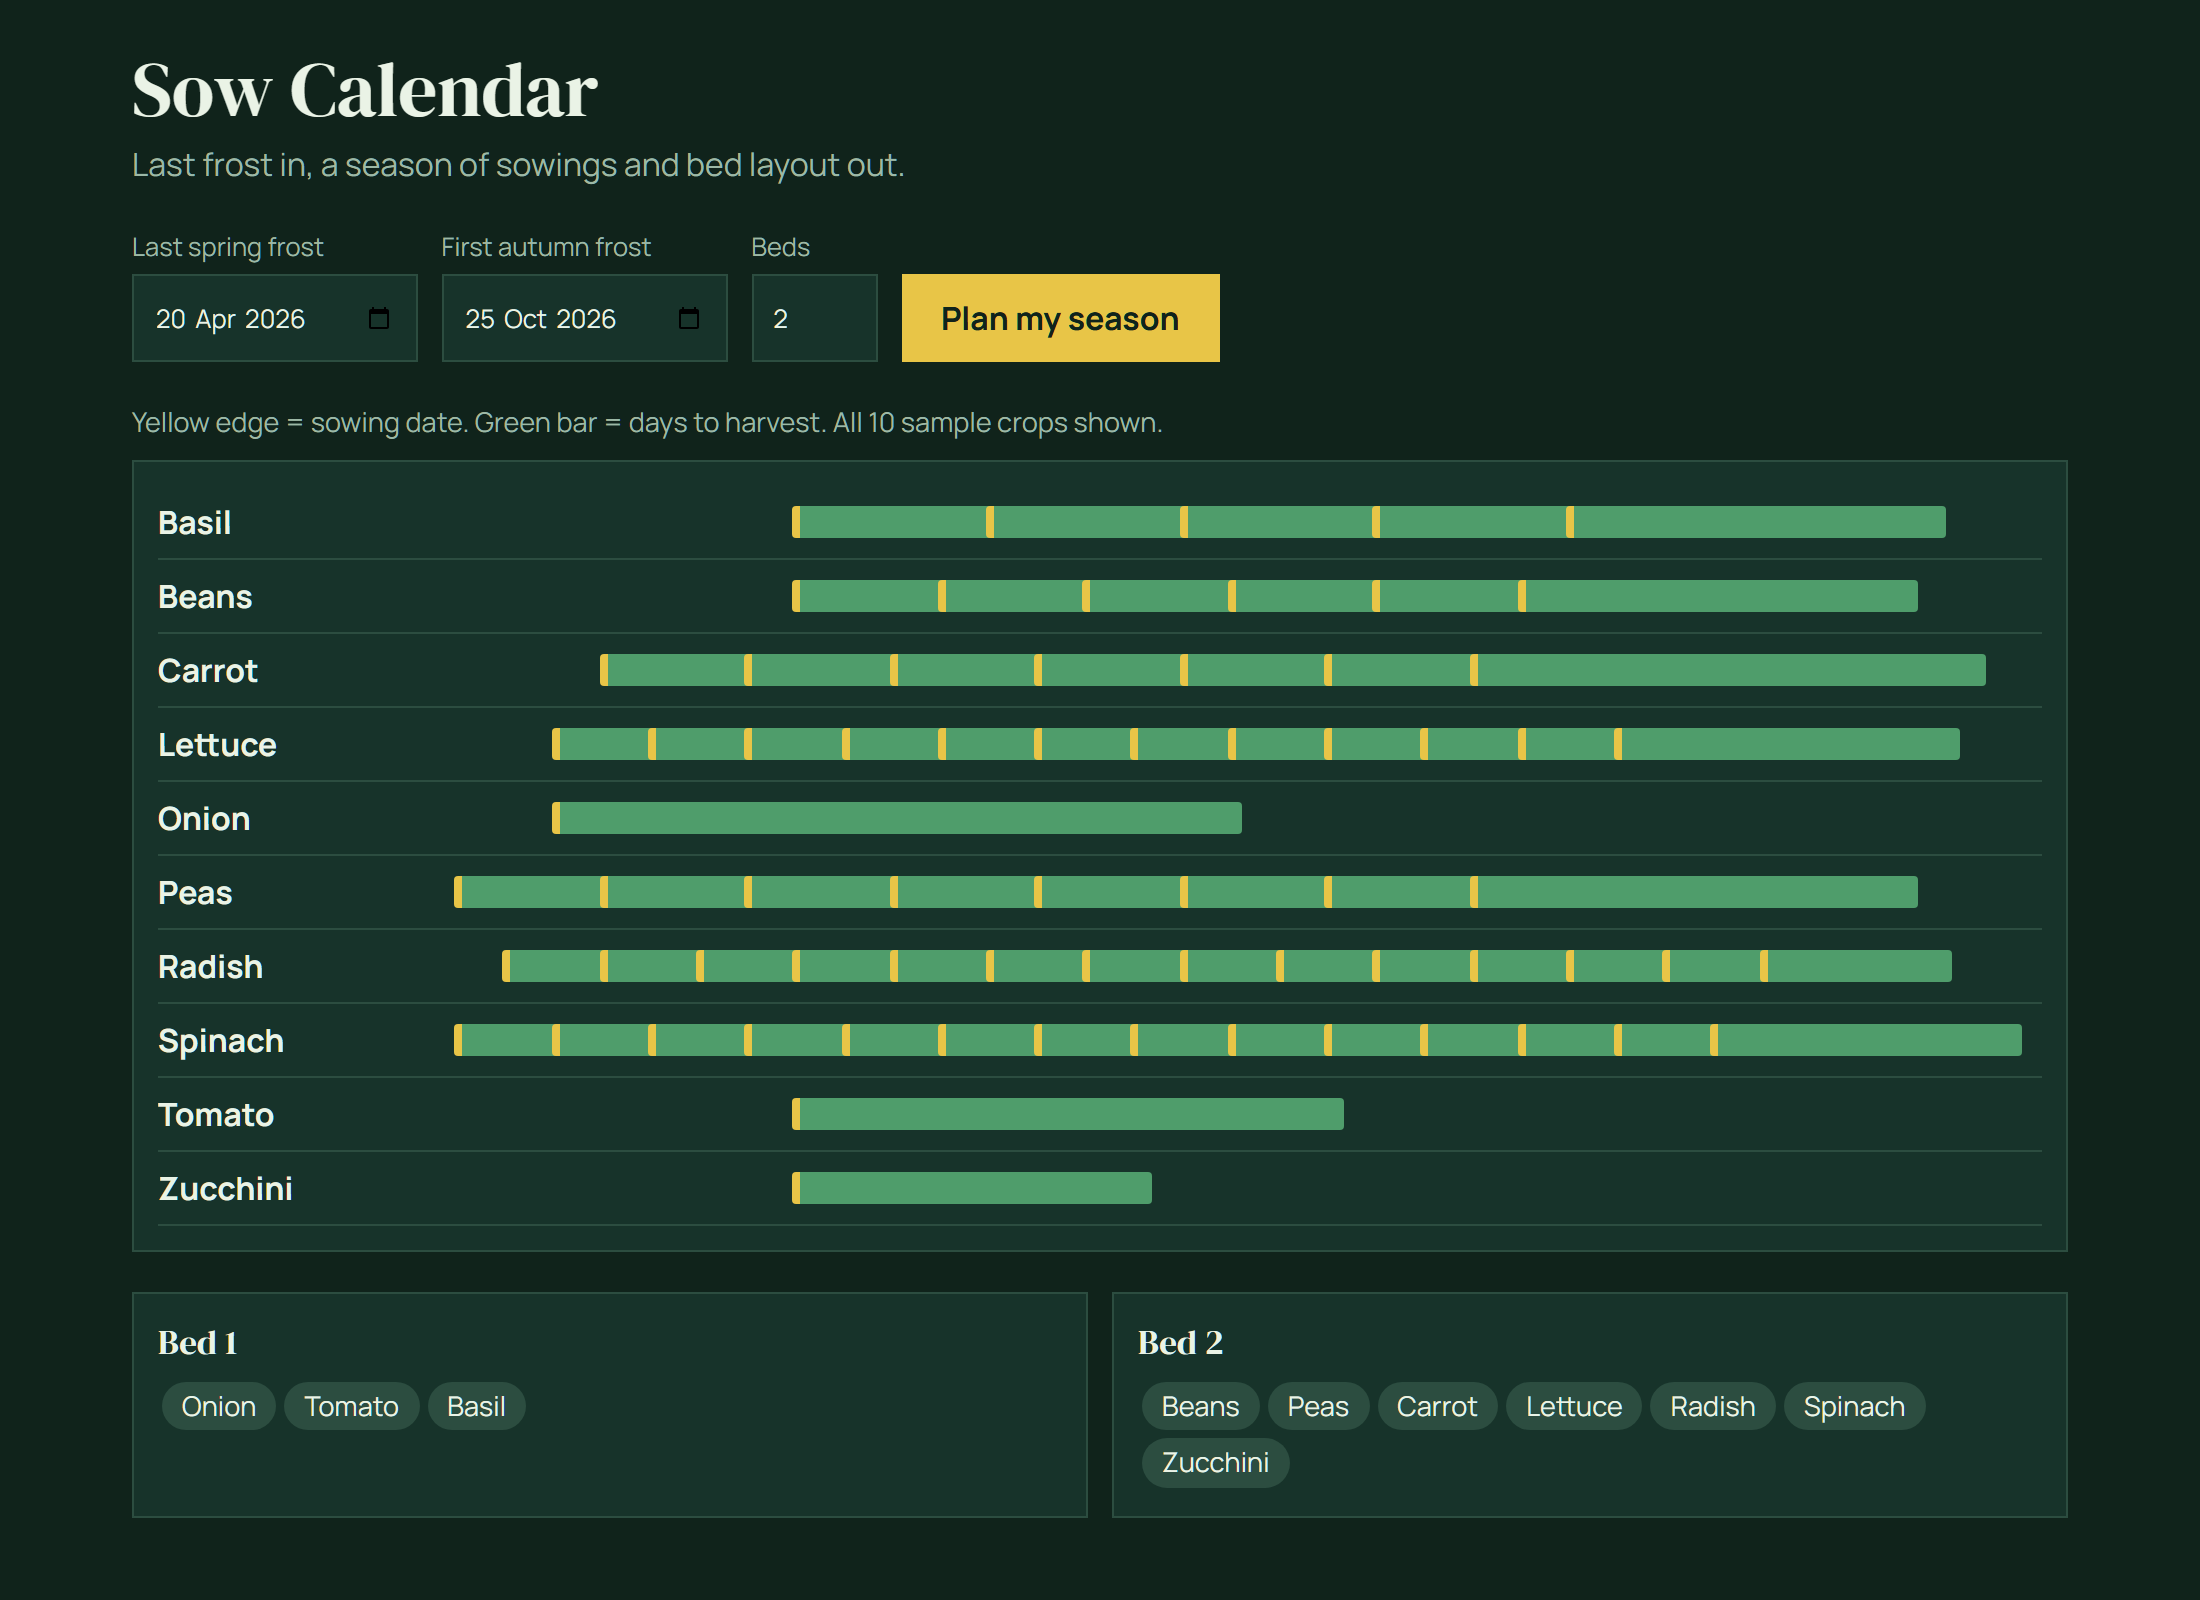 Sow Calendar
Last frost in, a season of sowings and bed layout out.
Last spring frost First autumn frost Beds
20 Apr 2026 25 Oct 2026 2 Plan my season
Yellow edge = sowing date. Green bar = days to harvest. All 10 sample crops shown.
Basil
Beans
Carrot
Lettuce
Onion
Peas
Radish
Spinach
Tomato
Zucchini
Bed 1
Onion Tomato Basil
Bed 2
Beans Peas Carrot Lettuce Radish Spinach
Zucchini